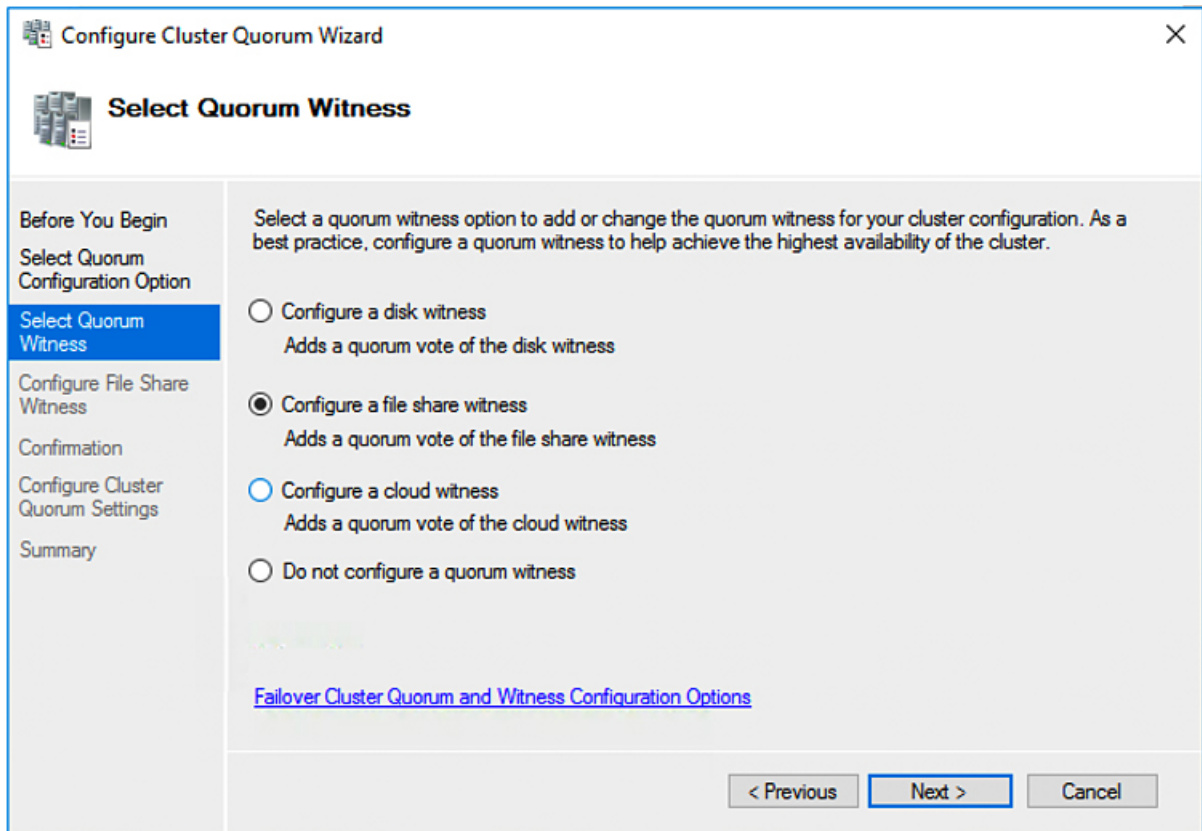 Configure Cluster Quorum Wizard
Select Quorum Witness
Before You Begin
Select Quorum
Configuration Option
Select Quorum
Witness
Configure File Share
Witness
Confirmation
Configure Cluster
Quorum Settings
Summary
Select a quorum witness option to add or change the quorum witness for your cluster configuration. As a
best practice, configure a quorum witness to help achieve the highest availability of the cluster.
Configure a disk witness
Adds a quorum vote of the disk witness
Configure a file share witness
Adds a quorum vote of the file share witness
Configure a cloud witness
Adds a quorum vote of the cloud witness
Do not configure a quorum witness
Failover Cluster Quorum and Witness Configuration Options
< Previous
Next >
Cancel